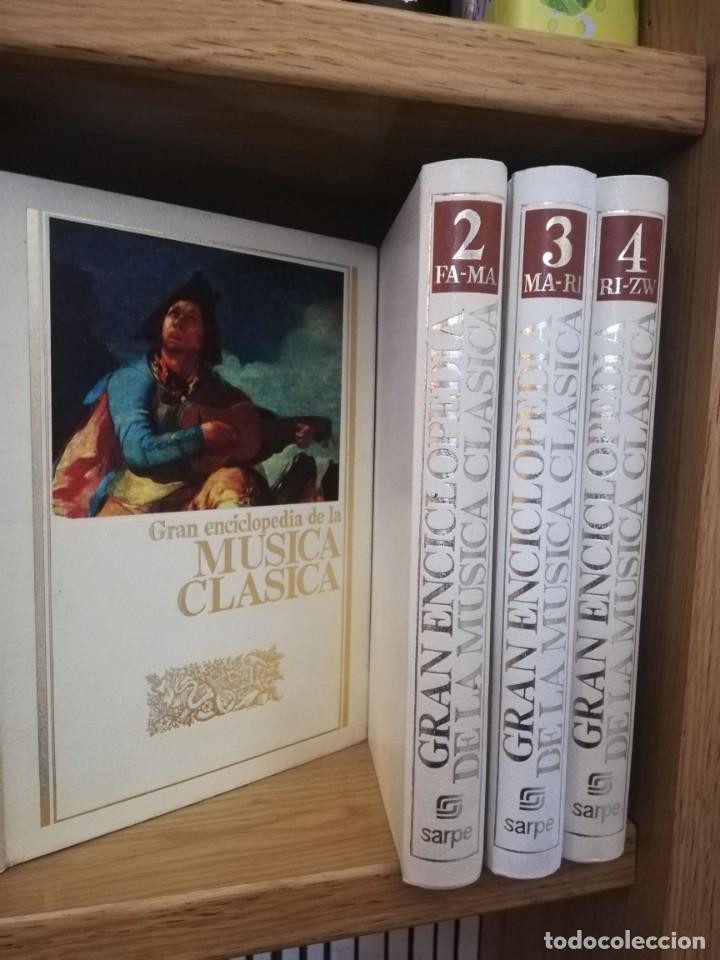 Gran enciclopedia de la
MUSICA
CLASICA
2
FA-MA
GRAN ENCICLOPEDIA
DE LA MUSICA CLASICA
sarpe
3
MA-RI
GRAN ENCICLOPEDIA
DE LA MUSICA CLASICA
sarpe
4
RI-ZW
GRAN ENCICLOPEDIA
DE LA MUSICA CLASICA
sarpe
todocoleccion